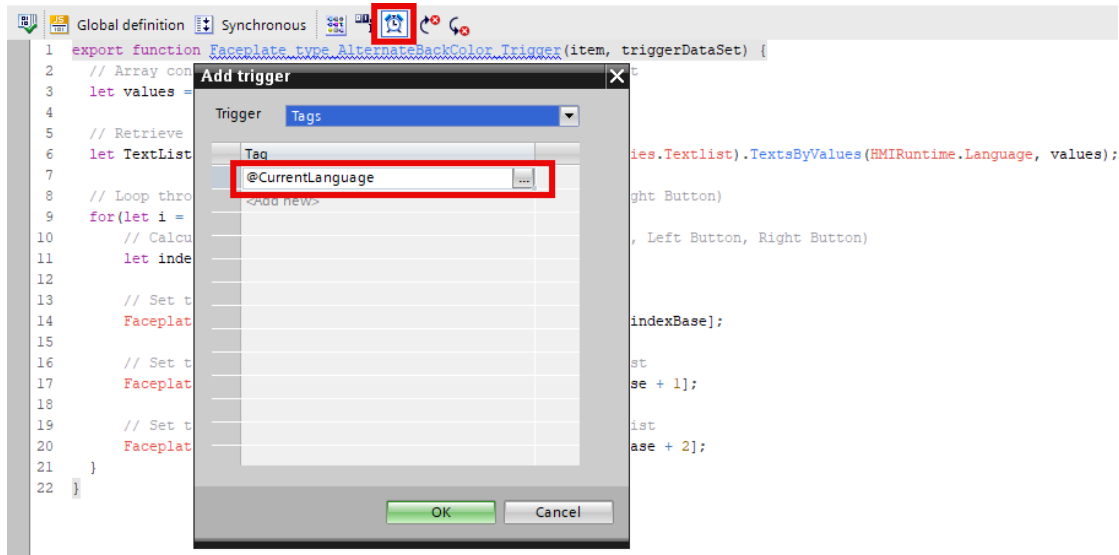 Global definition Synchronous
1 export function Faceplate_type_AlternateBackColor_Trigger(item, triggerDataSet) {
2 // Array con t
3 let values =
4
5 // Retrieve
6 let TextList ies.Textlist).TextsByValues(HMIRuntime.Language, values);
7
8 // Loop thro ght Button)
9 for(let i =
10 // Calcu , Left Button, Right Button)
11 let inde
12
13 // Set t
14 Faceplat indexBase];
15
16 // Set t st
17 Faceplat se + 1];
18
19 // Set t ist
20 Faceplat ase + 2];
21 }
22 }
Add trigger
Trigger Tags
Tag
@CurrentLanguage ...
<Add new>
OK Cancel